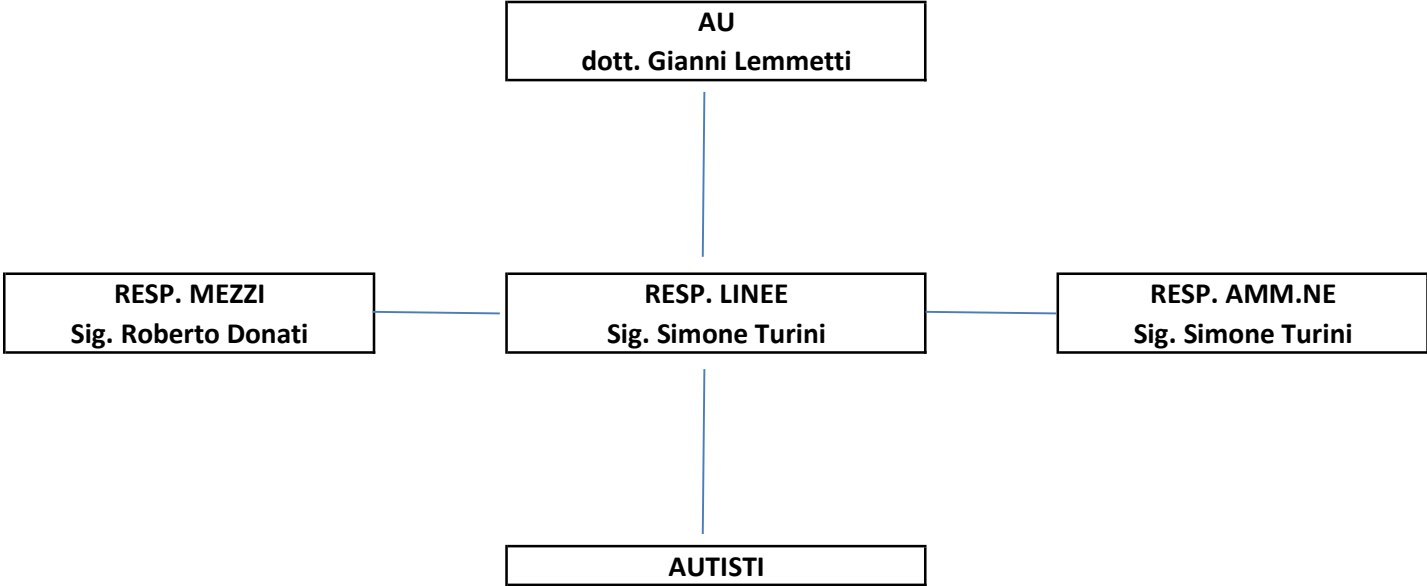 AU
dott. Gianni Lemmetti
RESP. MEZZI
Sig. Roberto Donati
RESP. LINEE
Sig. Simone Turini
RESP. AMM.NE
Sig. Simone Turini
AUTISTI